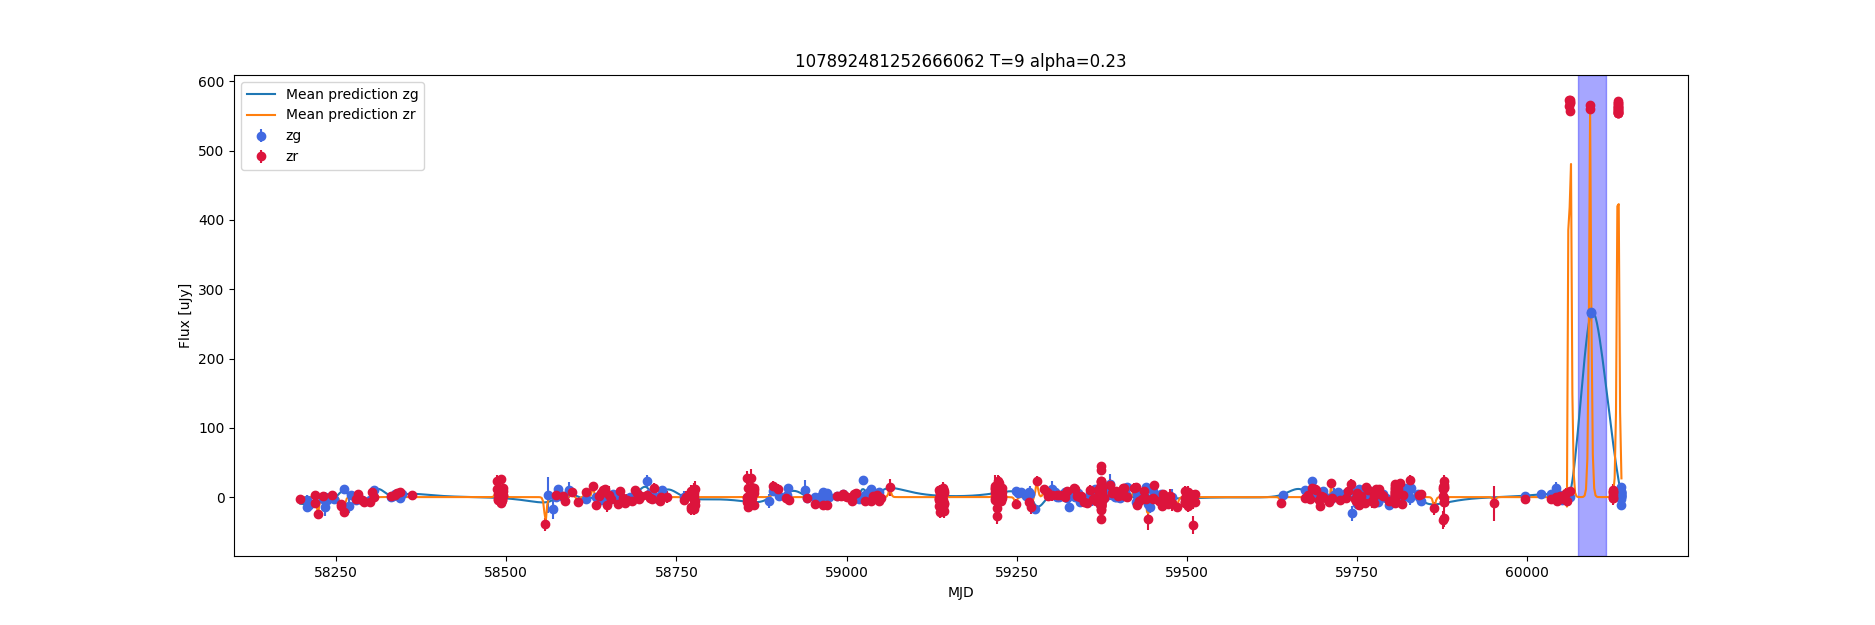 107892481252666062 T=9 alpha=0.23
Mean prediction zg
Mean prediction zr
zg
zr
600
500
400
300
200
100
0
Flux [uJy]
58250 58500 58750 59000 59250 59500 59750 60000
MJD